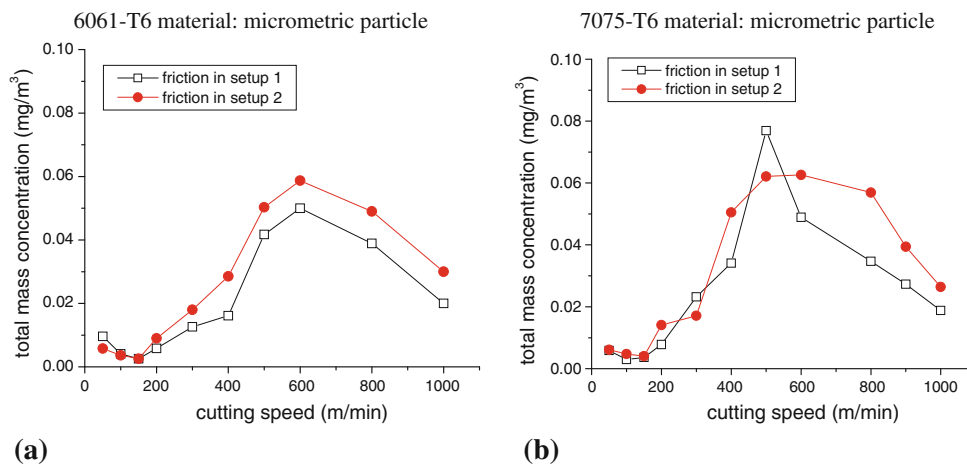 6061-T6 material: micrometric particle
0.10
0.08
0.06
0.04
0.02
0.00
total mass concentration (mg/m³)
friction in setup 1
friction in setup 2
0 200 400 600 800 1000
cutting speed (m/min)
(a)
7075-T6 material: micrometric particle
0.10
0.08
0.06
0.04
0.02
0.00
total mass concentration (mg/m³)
friction in setup 1
friction in setup 2
0 200 400 600 800 1000
cutting speed (m/min)
(b)